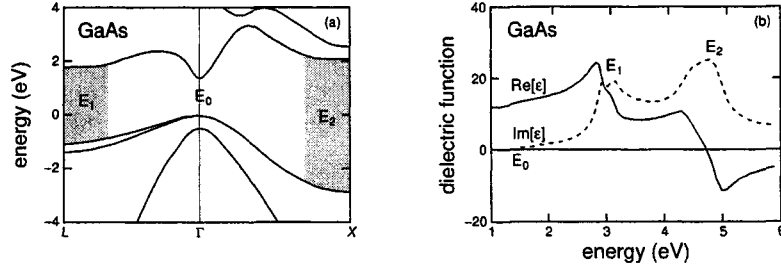 GaAs
(a)
4
2
0
-2
-4
energy (eV)
E1
E0
E2
L
Γ
X
GaAs
(b)
40
20
0
-20
dielectric function
E1
E2
Re[ε]
Im[ε]
E0
1
2
3
4
5
6
energy (eV)